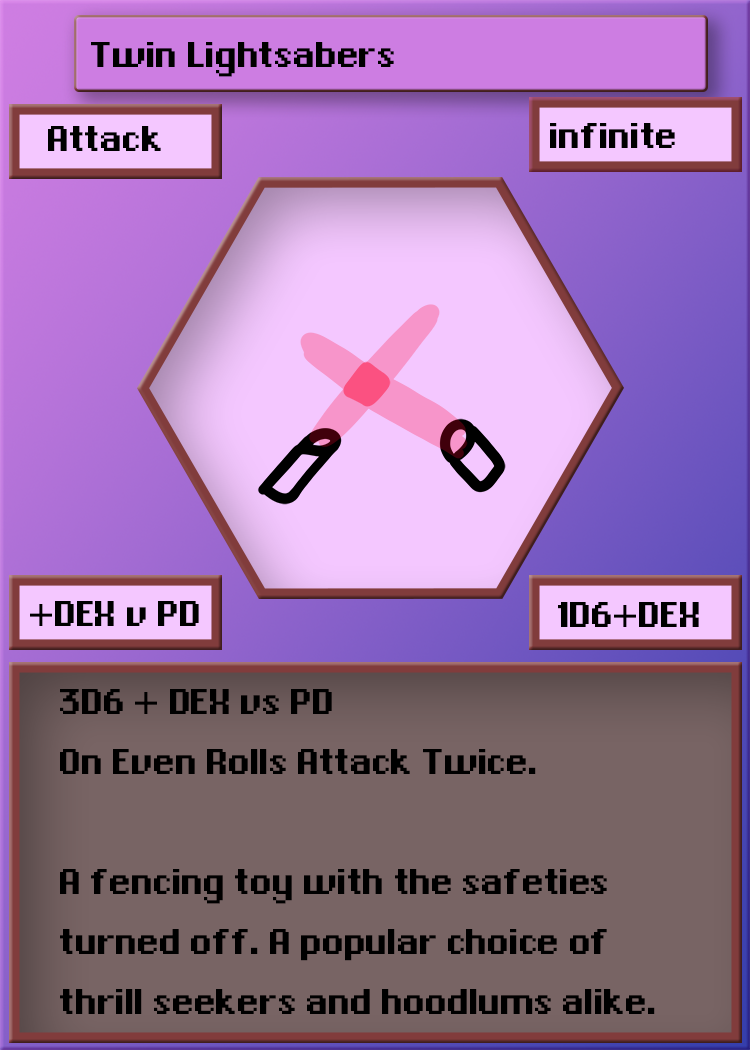 Twin Lightsabers
Attack
infinite
+DEX v PD
1D6+DEX
3D6 + DEX vs PD
On Even Rolls Attack Twice.
A fencing toy with the safeties
turned off. A popular choice of
thrill seekers and hoodlums alike.